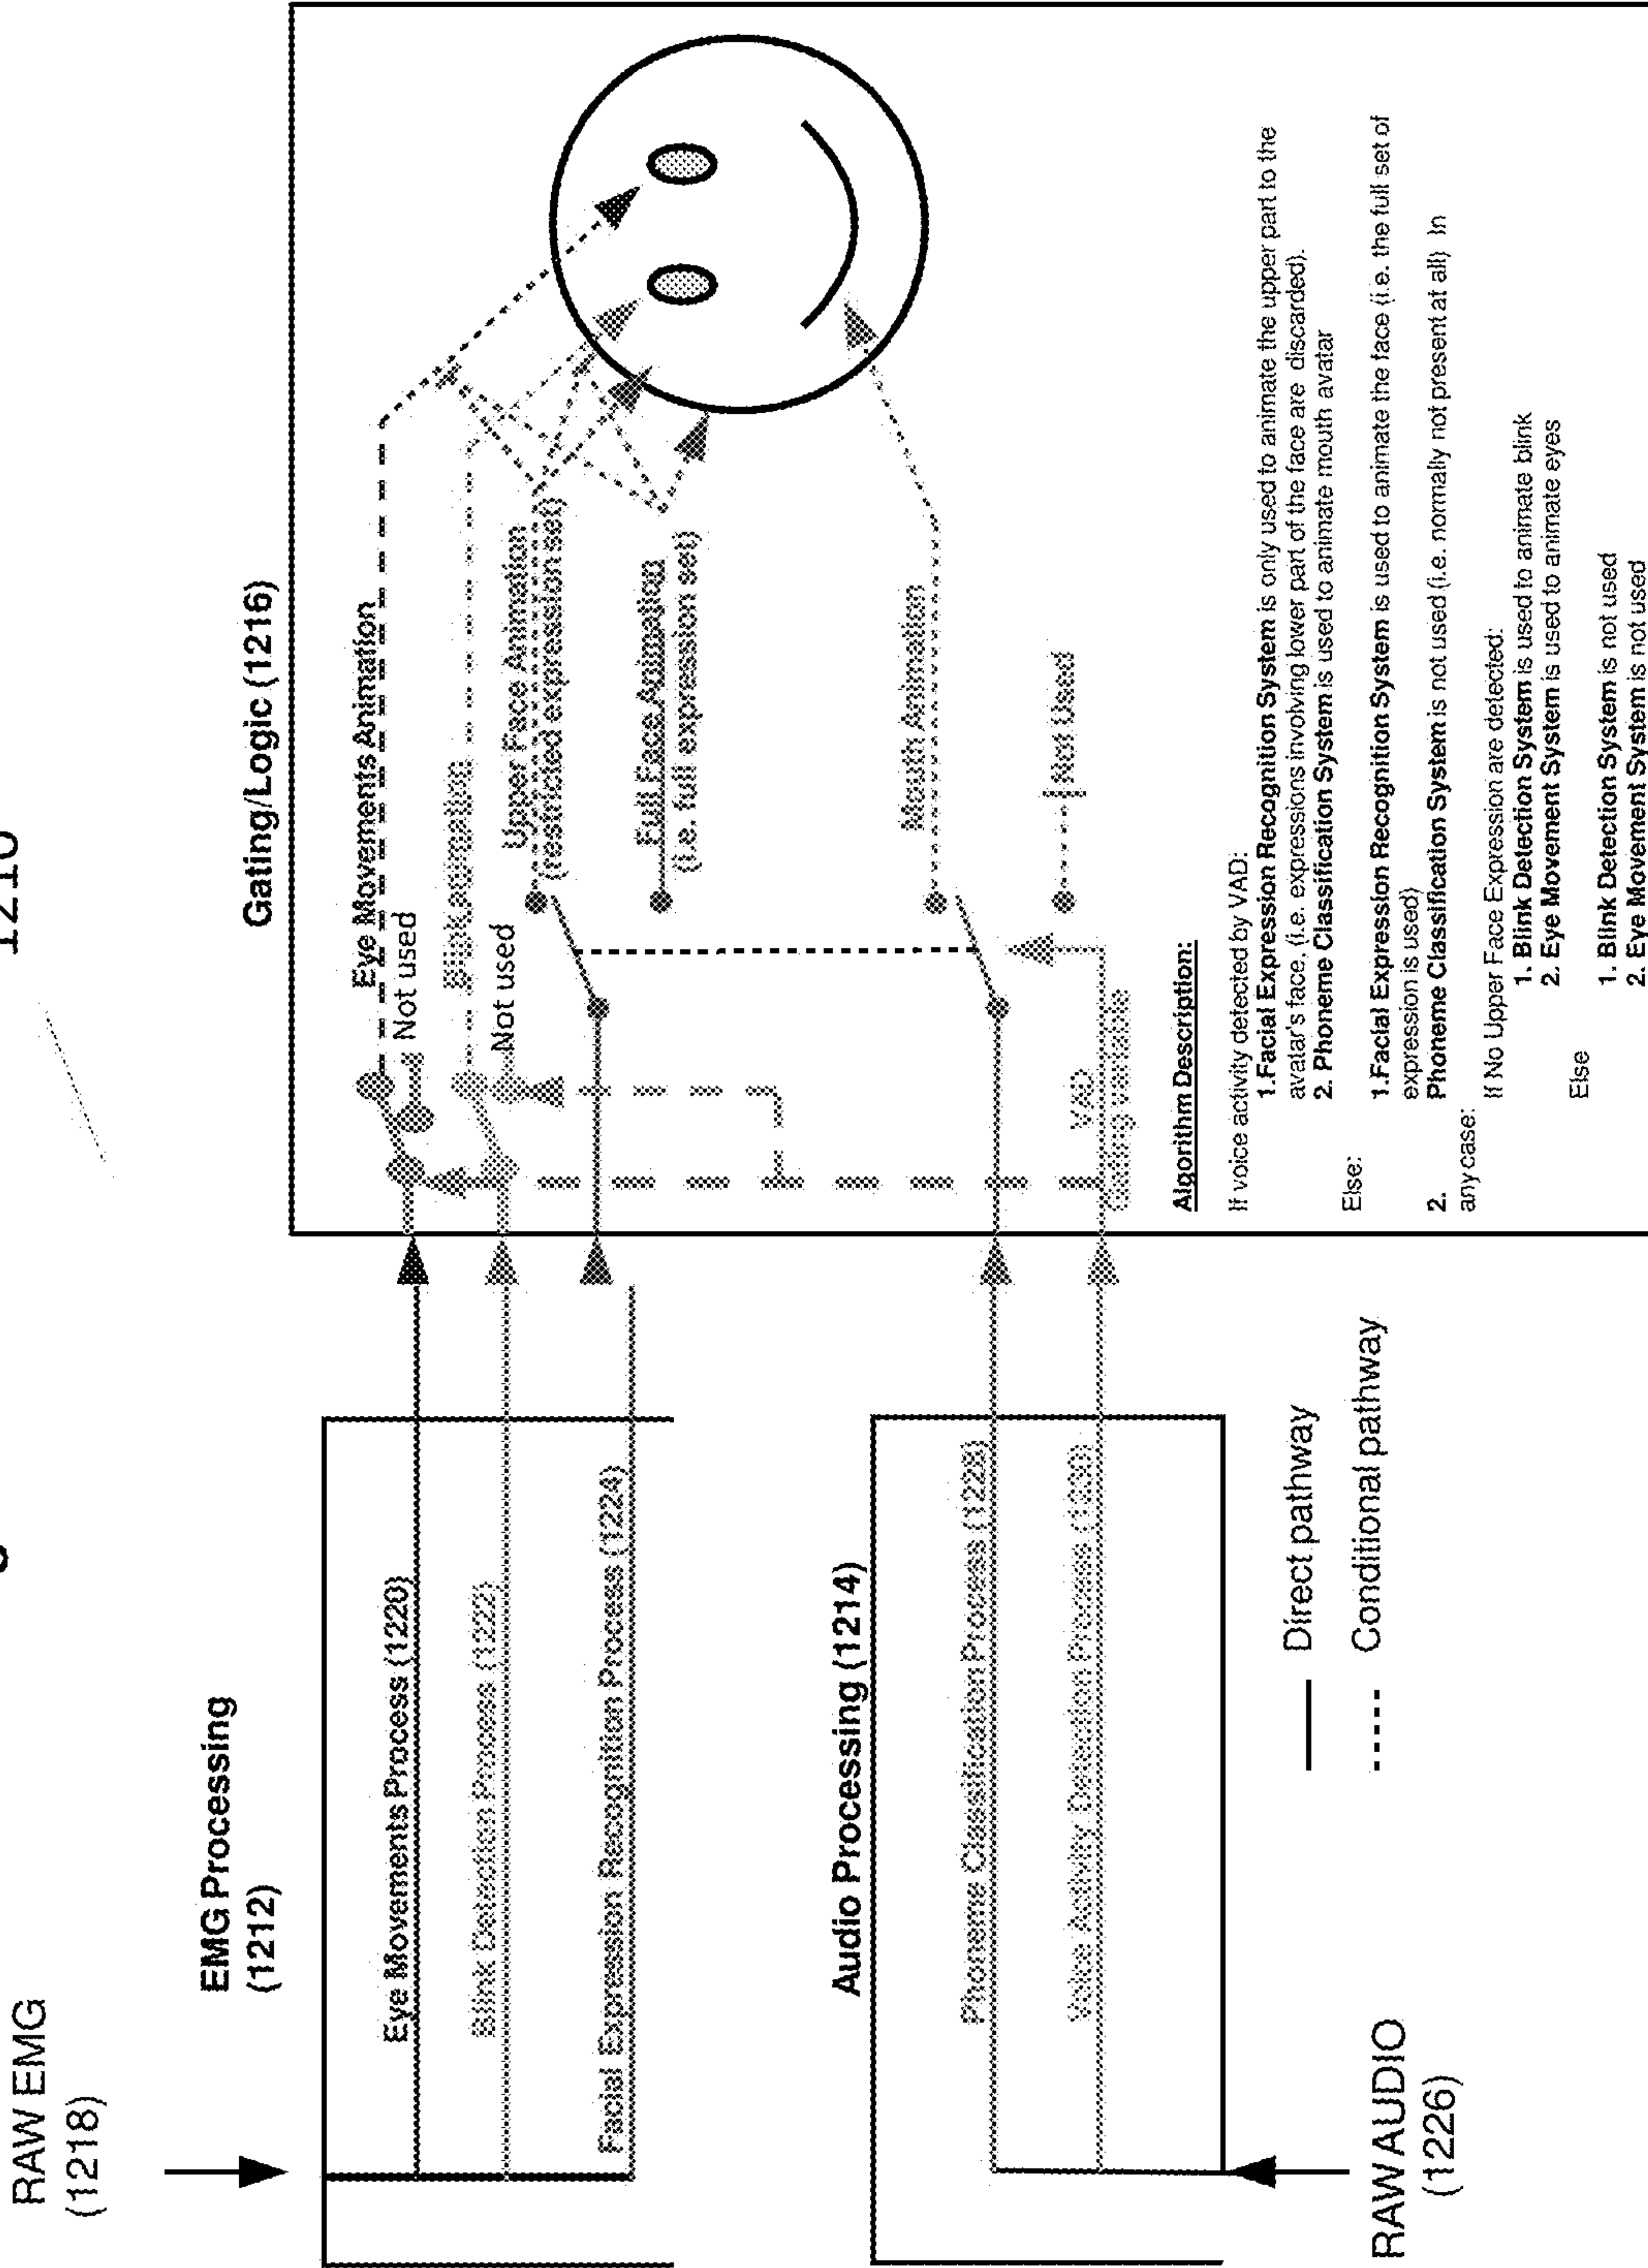 RAW EMG
(1218)
EMG Processing
(1212)
Eye Movements Process (1220)
Blink Detection Process (1222)
Facial Expression Recognition Process (1224)
Audio Processing (1214)
Phoneme Classification Process (1228)
Voice Activity Detection Process (1230)
RAW AUDIO
(1226)
Direct pathway
Conditional pathway
Gating/Logic (1216)
Eye Movements Animation
Not used
Blink animation
Not used
Upper Face Animation
(restricted expression set)
Full Face Animation
(i.e. full expression set)
Mouth Animation
Not Used
VAD
Gating variable
Algorithm Description:
If voice activity detected by VAD:
1.Facial Expression Recognition System is only used to animate the upper part to the
avatar's face, (i.e. expressions involving lower part of the face are discarded).
2. Phoneme Classification System is used to animate mouth avatar
Else:
1.Facial Expression Recognition System is used to animate the face (i.e. the full set of
expression is used)
2. Phoneme Classification System is not used (i.e. normally not present at all) In
any case:
If No Upper Face Expression are detected:
1. Blink Detection System is used to animate blink
2. Eye Movement System is used to animate eyes
Else
1. Blink Detection System is not used
2. Eye Movement System is not used